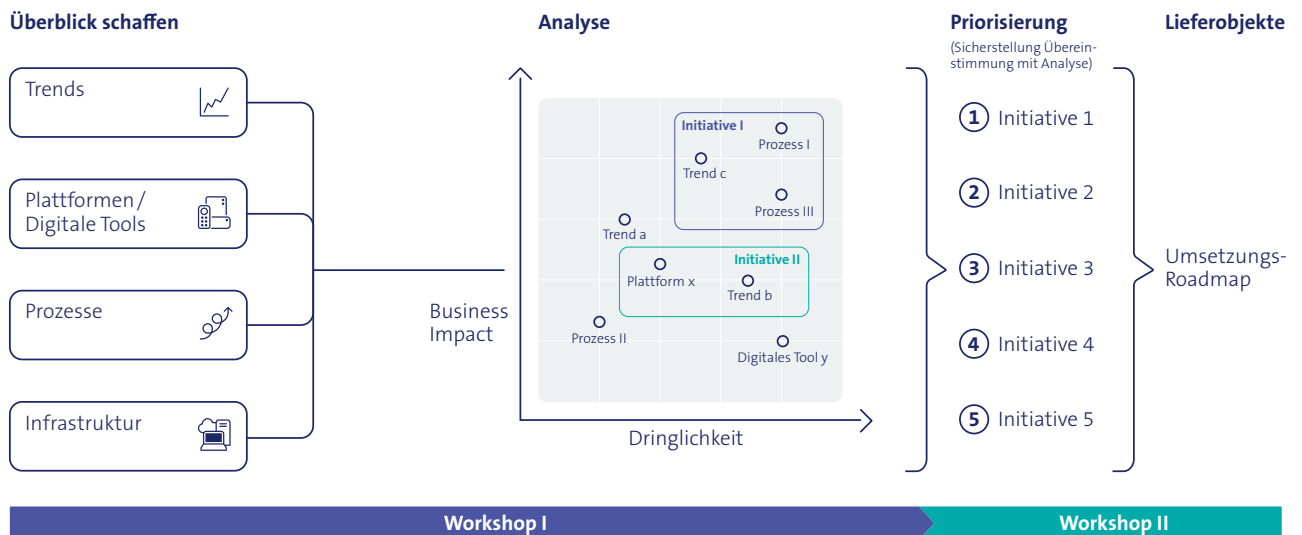 Überblick schaffen
Trends
Plattformen/
Digitale Tools
Prozesse
Infrastruktur
Analyse
Business
Impact
Initiative I
Prozess I
Trend c
Prozess III
Trend a
Initiative II
Plattform x
Trend b
Prozess II
Digitales Tool y
Dringlichkeit
Priorisierung
(Sicherstellung Überein-
stimmung mit Analyse)
1 Initiative 1
2 Initiative 2
3 Initiative 3
4 Initiative 4
5 Initiative 5
Lieferobjekte
Umsetzungs-
Roadmap
Workshop I
Workshop II